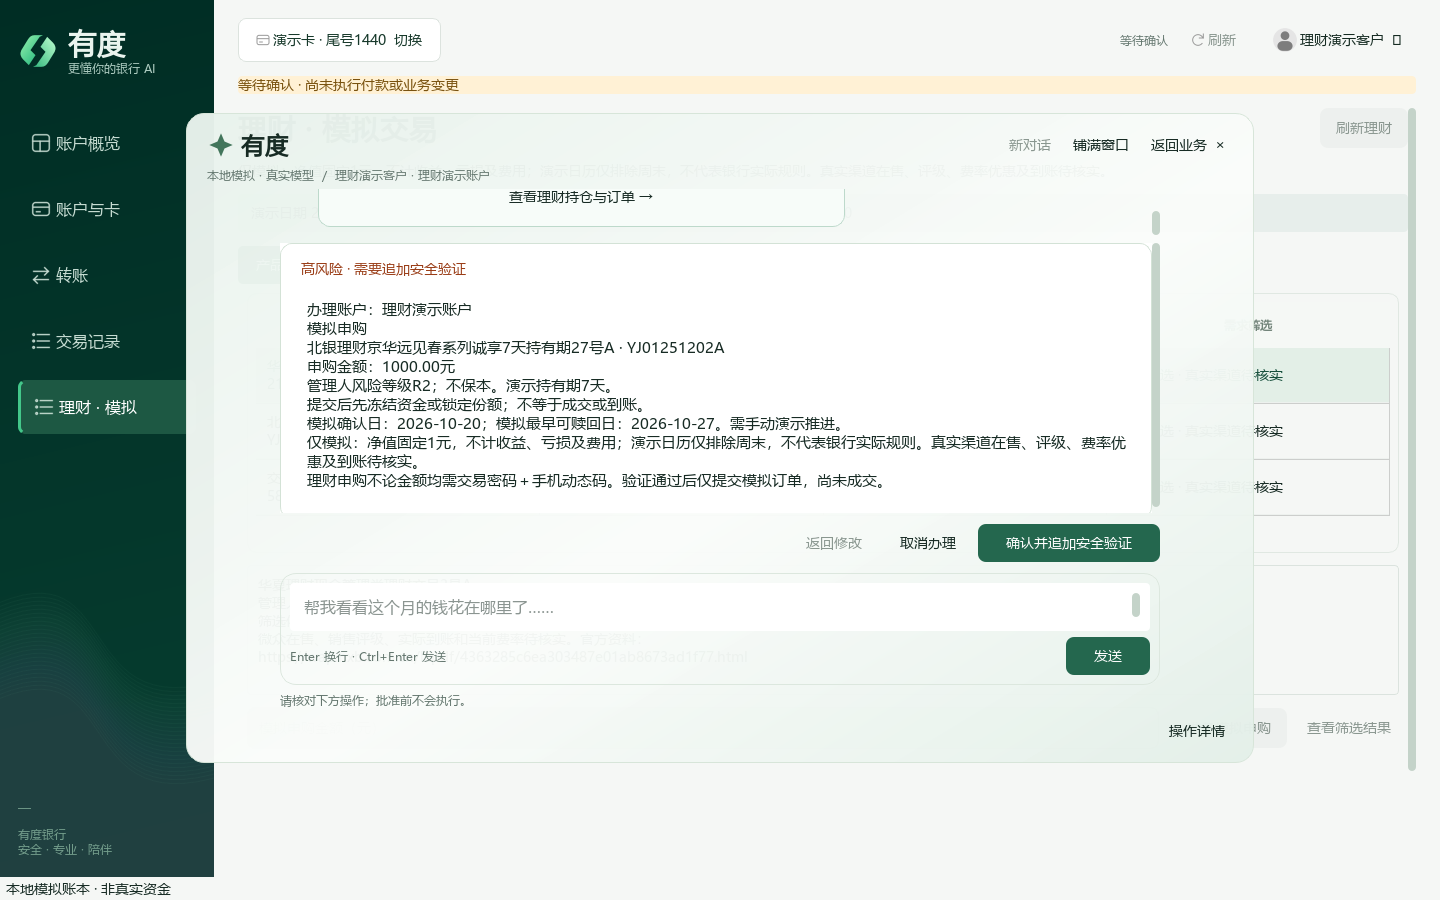 有度
更懂你的银行 AI
演示卡 · 尾号1440 切换
等待确认
刷新
理财演示客户
等待确认 · 尚未执行付款或业务变更
理财 · 模拟交易
刷新理财
账户概览
账户与卡
转账
交易记录
理财 · 模拟
有度
新对话
铺满窗口
返回业务 ×
本地模拟 · 真实模型 / 理财演示客户 · 理财演示账户
查看理财持仓与订单 →
高风险 · 需要追加安全验证
办理账户：理财演示账户
模拟申购
北银理财京华远见春系列诚享7天持有期27号A · YJ01251202A
申购金额：1000.00元
管理人风险等级R2；不保本。演示持有期7天。
提交后先冻结资金或锁定份额；不等于成交或到账。
模拟确认日：2026-10-20；模拟最早可赎回日：2026-10-27。需手动演示推进。
仅模拟：净值固定1元，不计收益、亏损及费用；演示日历仅排除周末，不代表银行实际规则。真实渠道在售、评级、费率优
惠及到账待核实。
理财申购不论金额均需交易密码＋手机动态码。验证通过后仅提交模拟订单，尚未成交。
筛选
核实
核实
核实
返回修改
取消办理
确认并追加安全验证
帮我看看这个月的钱花在哪里了……
Enter 换行 · Ctrl+Enter 发送
发送
请核对下方操作；批准前不会执行。
操作详情
购
查看筛选结果
—
有度银行
安全 · 专业 · 陪伴
本地模拟账本 · 非真实资金